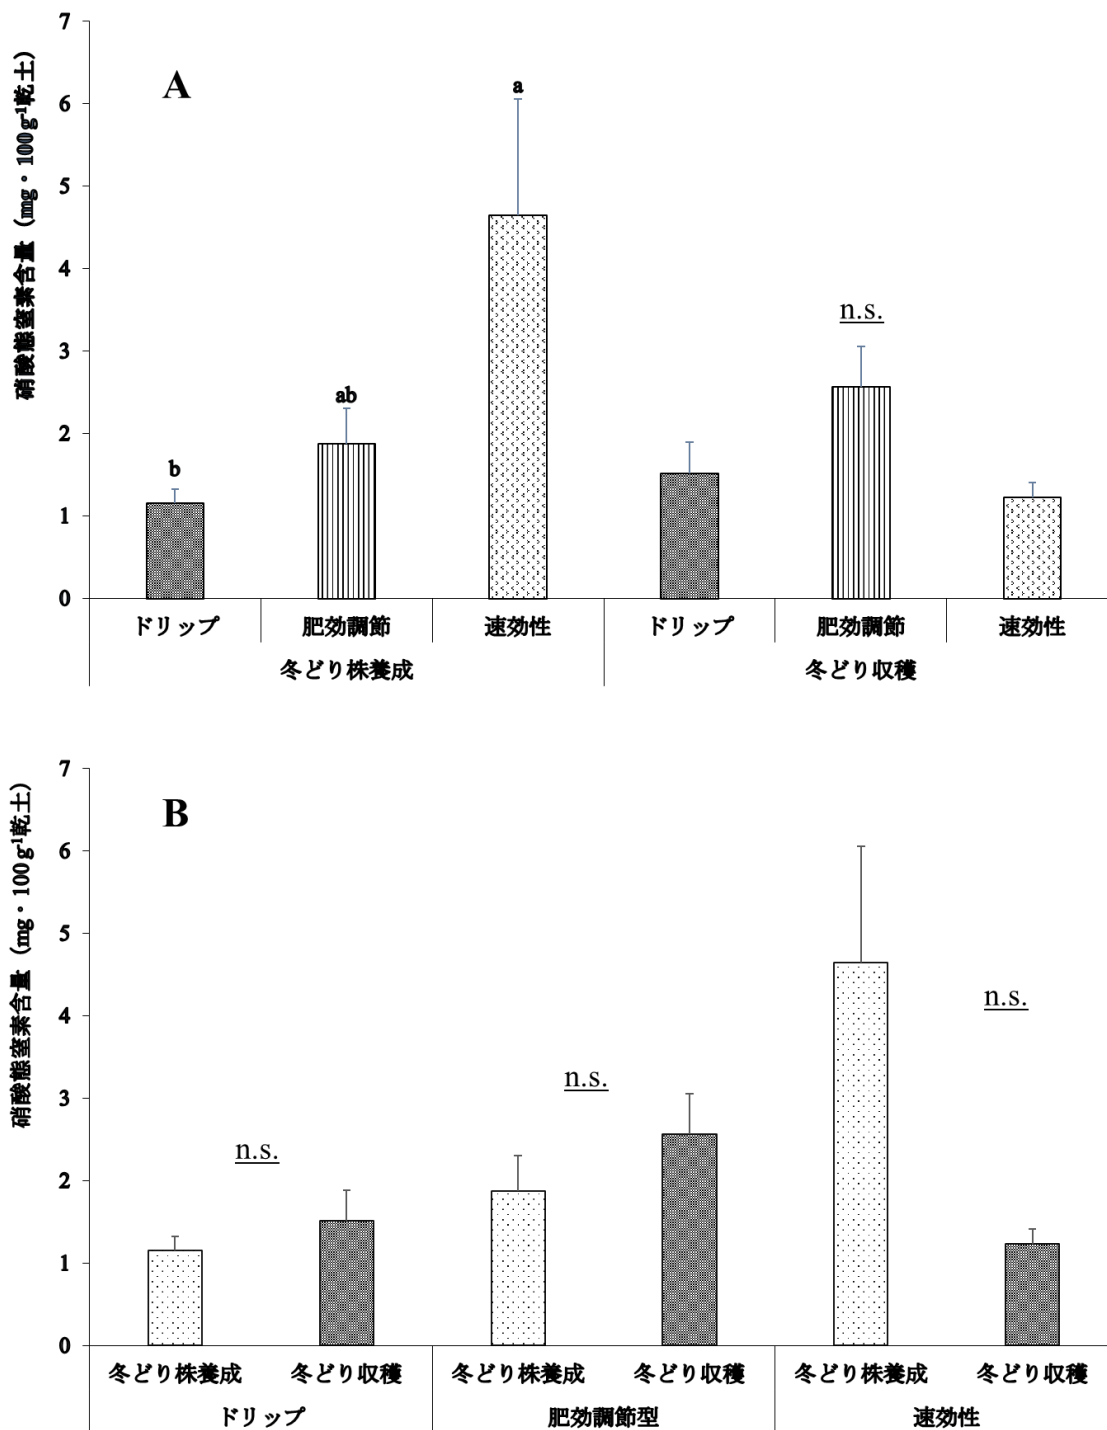 硝酸態窒素含量（mg・100g⁻¹乾土）
A
7
6
5
4
3
2
1
0
b
ab
a
n.s.
ドリップ 肥効調節 速効性 ドリップ 肥効調節 速効性
冬どり株養成 冬どり収穫
硝酸態窒素含量（mg・100g⁻¹乾土）
B
7
6
5
4
3
2
1
0
n.s.
n.s.
n.s.
冬どり株養成 冬どり収穫 冬どり株養成 冬どり収穫 冬どり株養成 冬どり収穫
ドリップ 肥効調節型 速効性